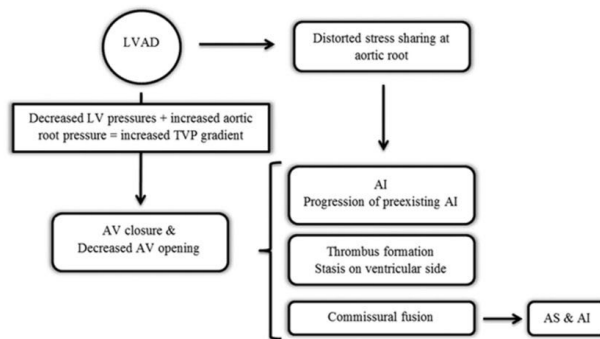 LVAD
Distorted stress sharing at
aortic root
Decreased LV pressures + increased aortic
root pressure = increased TVP gradient
AV closure &
Decreased AV opening
AI
Progression of preexisting AI
Thrombus formation
Stasis on ventricular side
Commissural fusion
AS & AI